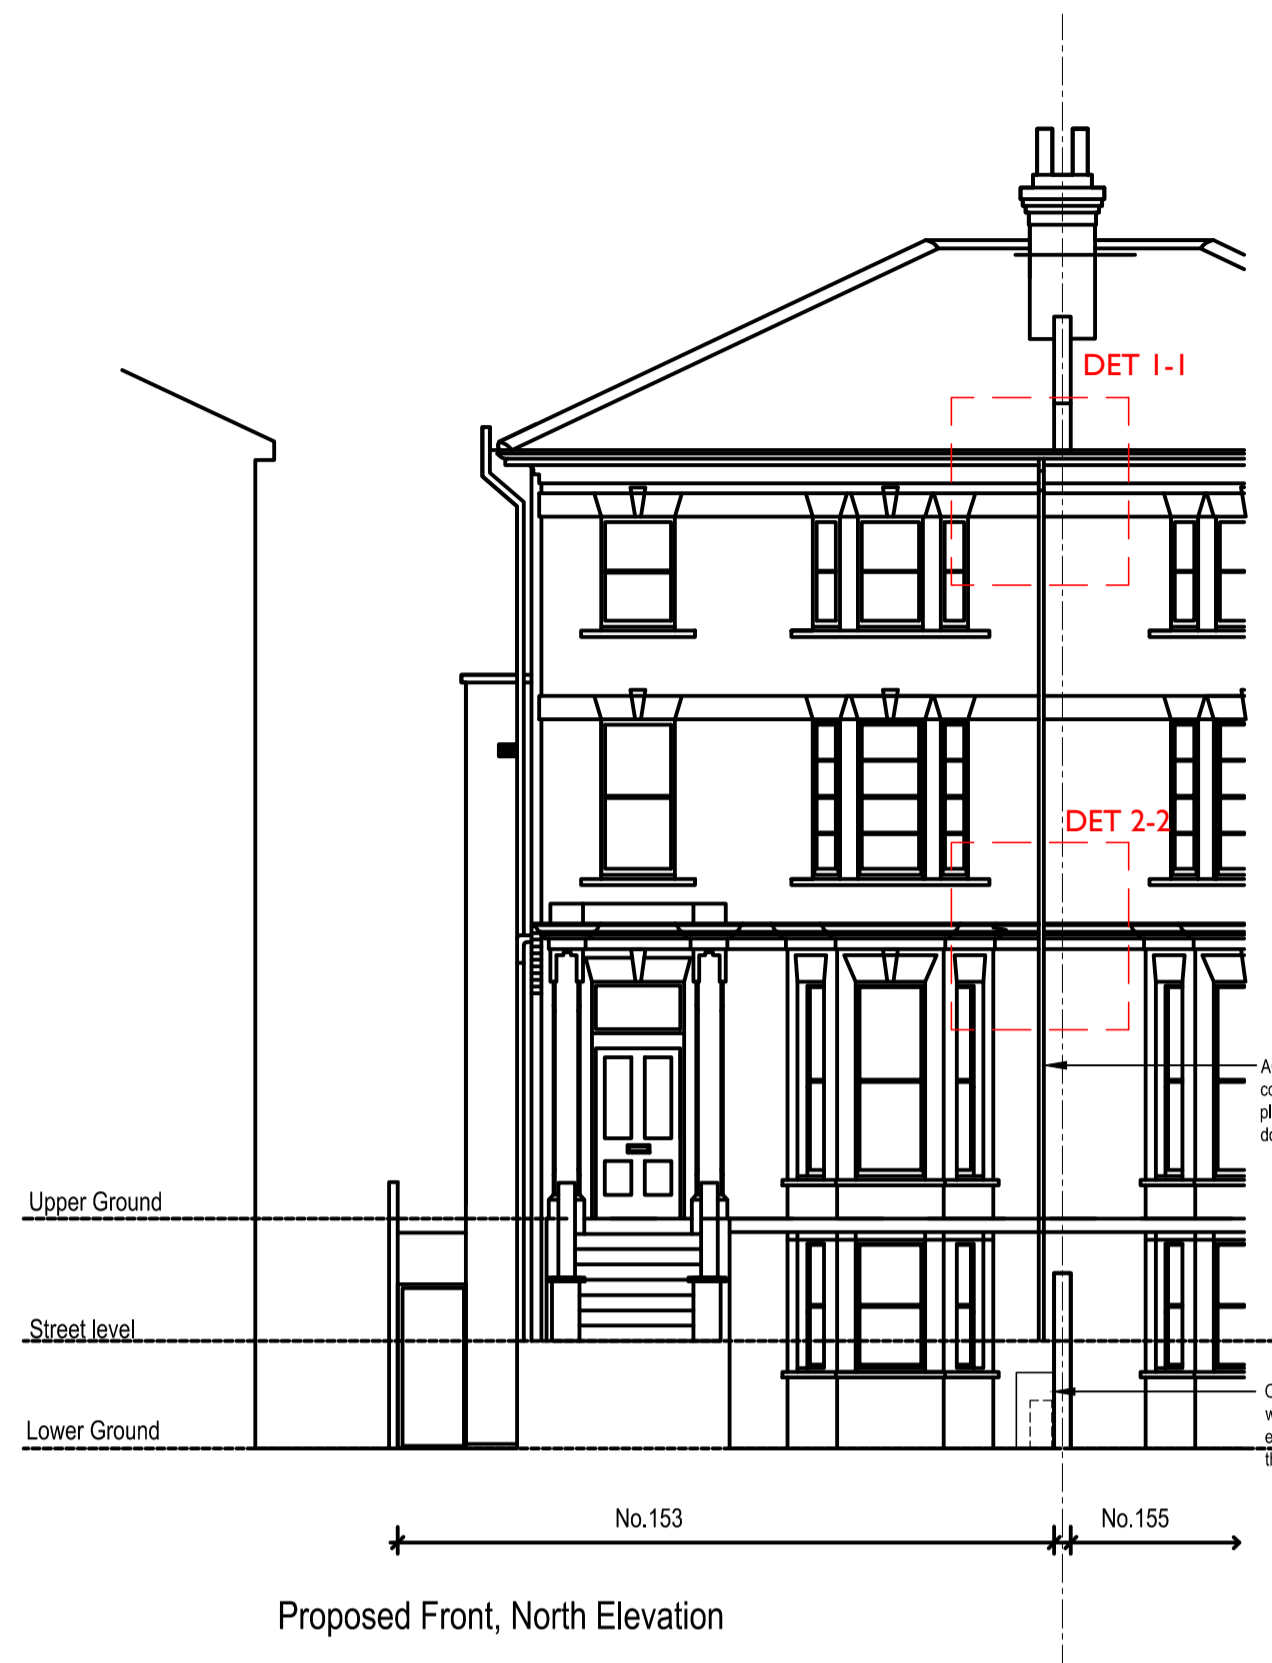 DET 1-1
DET 2-2
Upper Ground
Street level
Lower Ground
No.153
No.155
Proposed Front, North Elevation